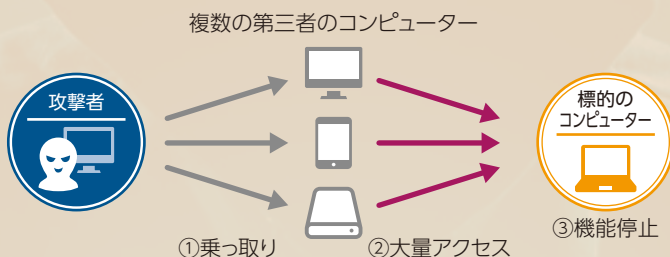 複数の第三者のコンピューター
攻撃者
標的の
コンピューター
①乗っ取り
②大量アクセス
③機能停止